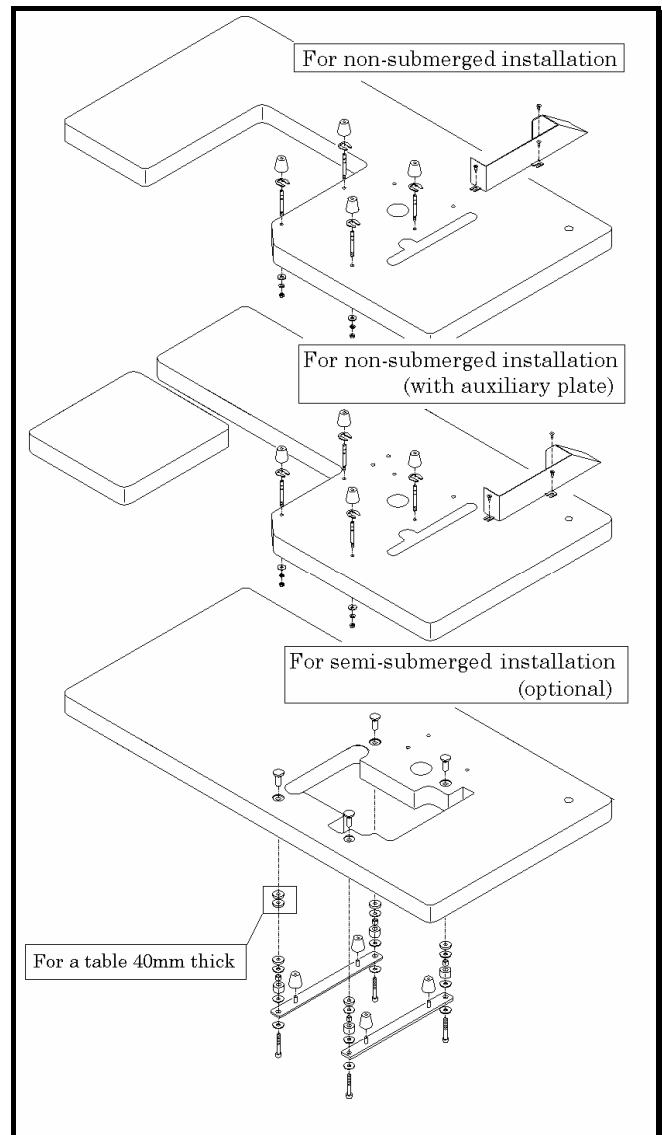 For non-submerged installation
For non-submerged installation
(with auxiliary plate)
For semi-submerged installation
(optional)
For a table 40mm thick